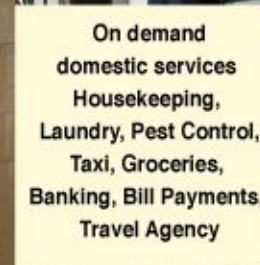 On demand
domestic services
Housekeeping,
Laundry, Pest Control,
Taxi, Groceries,
Banking, Bill Payments,
Travel Agency